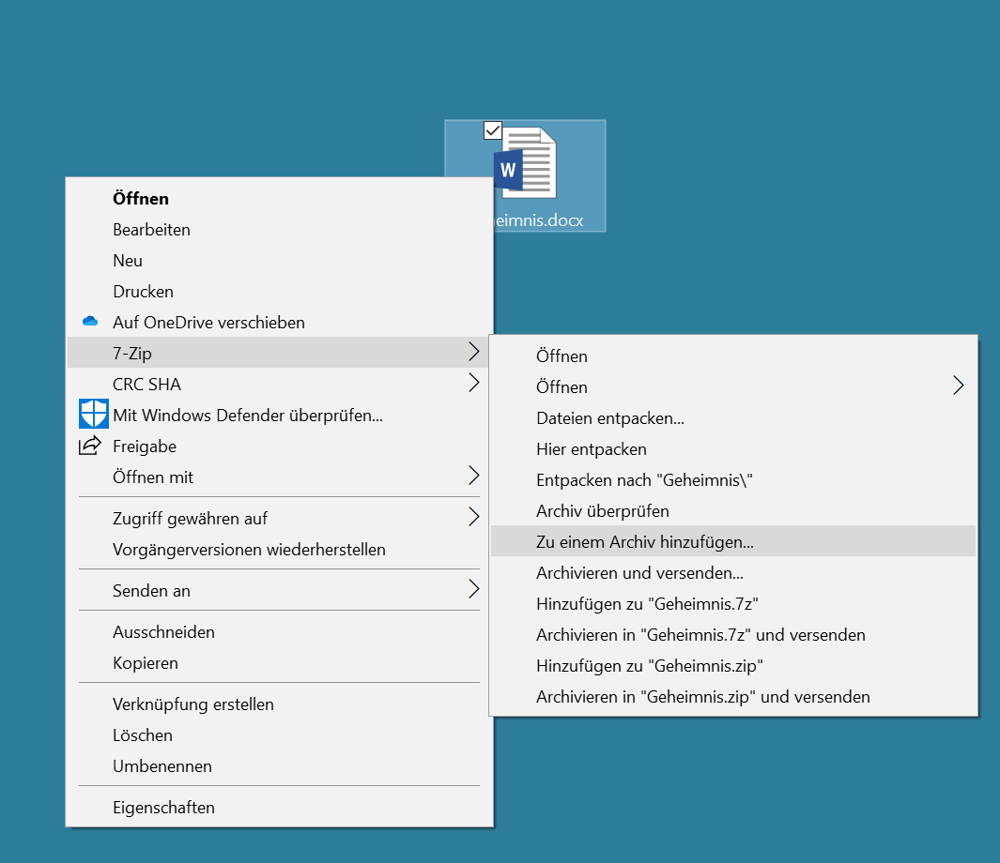 W
eimnis.docx
Öffnen
Bearbeiten
Neu
Drucken
Auf OneDrive verschieben
7-Zip
CRC SHA
Mit Windows Defender überprüfen...
Freigabe
Öffnen mit
Zugriff gewähren auf
Vorgängerversionen wiederherstellen
Senden an
Ausschneiden
Kopieren
Verknüpfung erstellen
Löschen
Umbenennen
Eigenschaften
Öffnen
Öffnen
Dateien entpacken...
Hier entpacken
Entpacken nach "Geheimnis\"
Archiv überprüfen
Zu einem Archiv hinzufügen...
Archivieren und versenden...
Hinzufügen zu "Geheimnis.7z"
Archivieren in "Geheimnis.7z" und versenden
Hinzufügen zu "Geheimnis.zip"
Archivieren in "Geheimnis.zip" und versenden